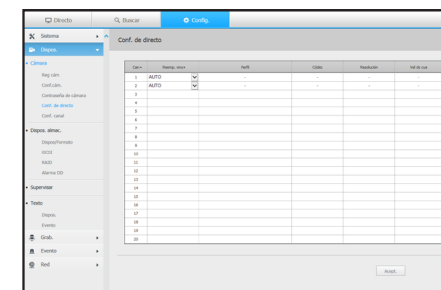 Directo
Buscar
Config.
Sistema
Dispos.
Cámara
Reg cám
Conf.cám.
Contraseña de cámara
Conf. de directo
Conf. canal
Dispos. almac.
Dispos/Formato
iSCSI
RAID
Alarma DD
Supervisar
Texto
Dispos.
Evento
Grab.
Evento
Red
Conf. de directo
Perfil Códec Resolución
1 AUTO - - - -
2 AUTO - - - -
3
4
5
6
7
8
9
10
11
12
13
14
15
16
17
18
19
20
Acept.